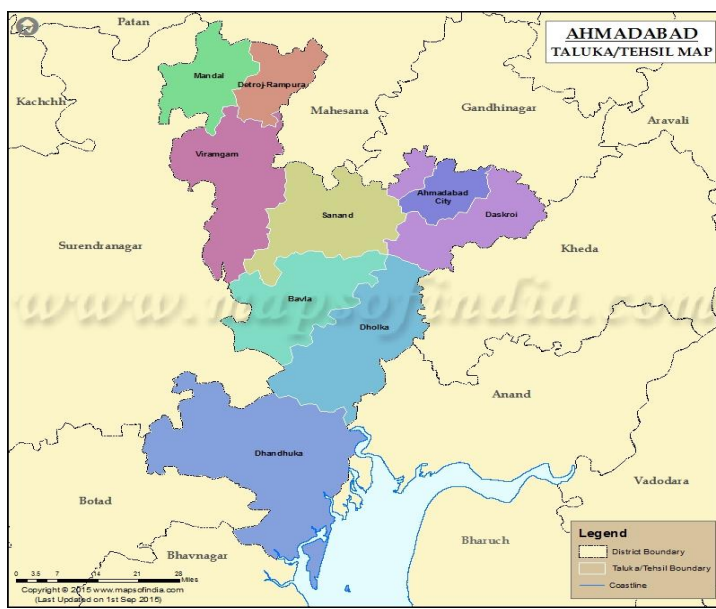 AHMADABAD
TALUKA/TEHSIL MAP
Patan
Kachchh
Mahesana
Gandhinagar
Aravali
Mandal
Detroj-Rampura
Viramgam
Ahmadabad
City
Sanand
Daskroi
Surendranagar
Kheda
www.mapsofindia.com
Bavla
Dholka
Anand
Dhandhuka
Vadodara
Botad
Bharuch
Bhavnagar
Legend
District Boundary
Taluka/Tehsil Boundary
Coastline
0 3.5 7 14 21 28
Miles
Copyright © 2015 www.mapsofindia.com
(Last Updated on 1st Sep 2015)